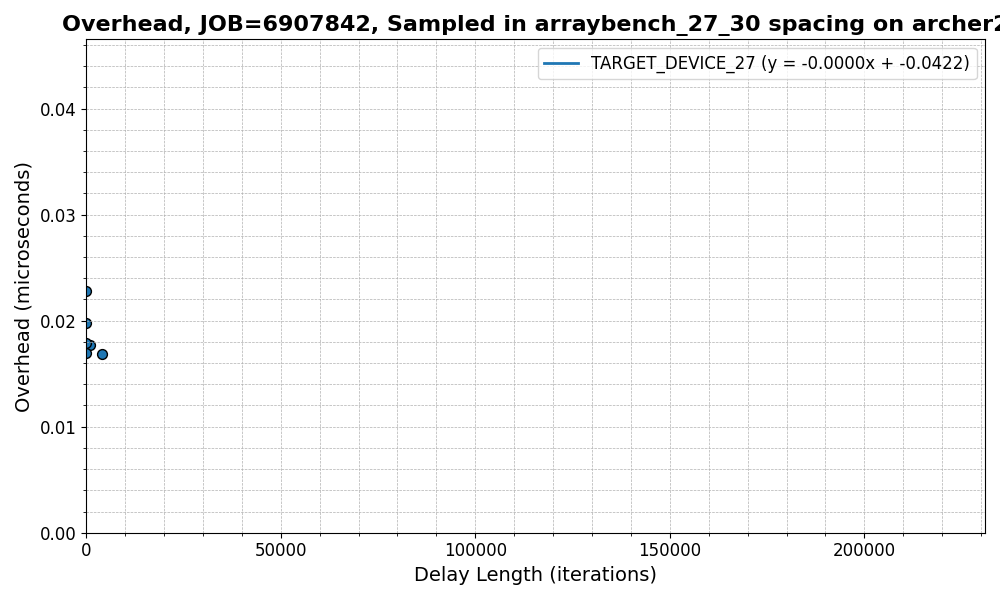 Overhead, JOB=6907842, Sampled in arraybench_27_30 spacing on archer2
TARGET_DEVICE_27 (y = -0.0000x + -0.0422)
Overhead (microseconds)
0.04
0.03
0.02
0.01
0.00
0
50000
100000
150000
200000
Delay Length (iterations)